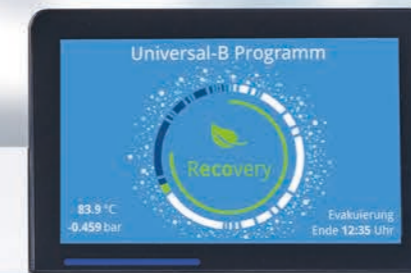 Universal-B Programm
Recovery
83.9 °C
-0.459 bar
Evakuierung
Ende 12:35 Uhr